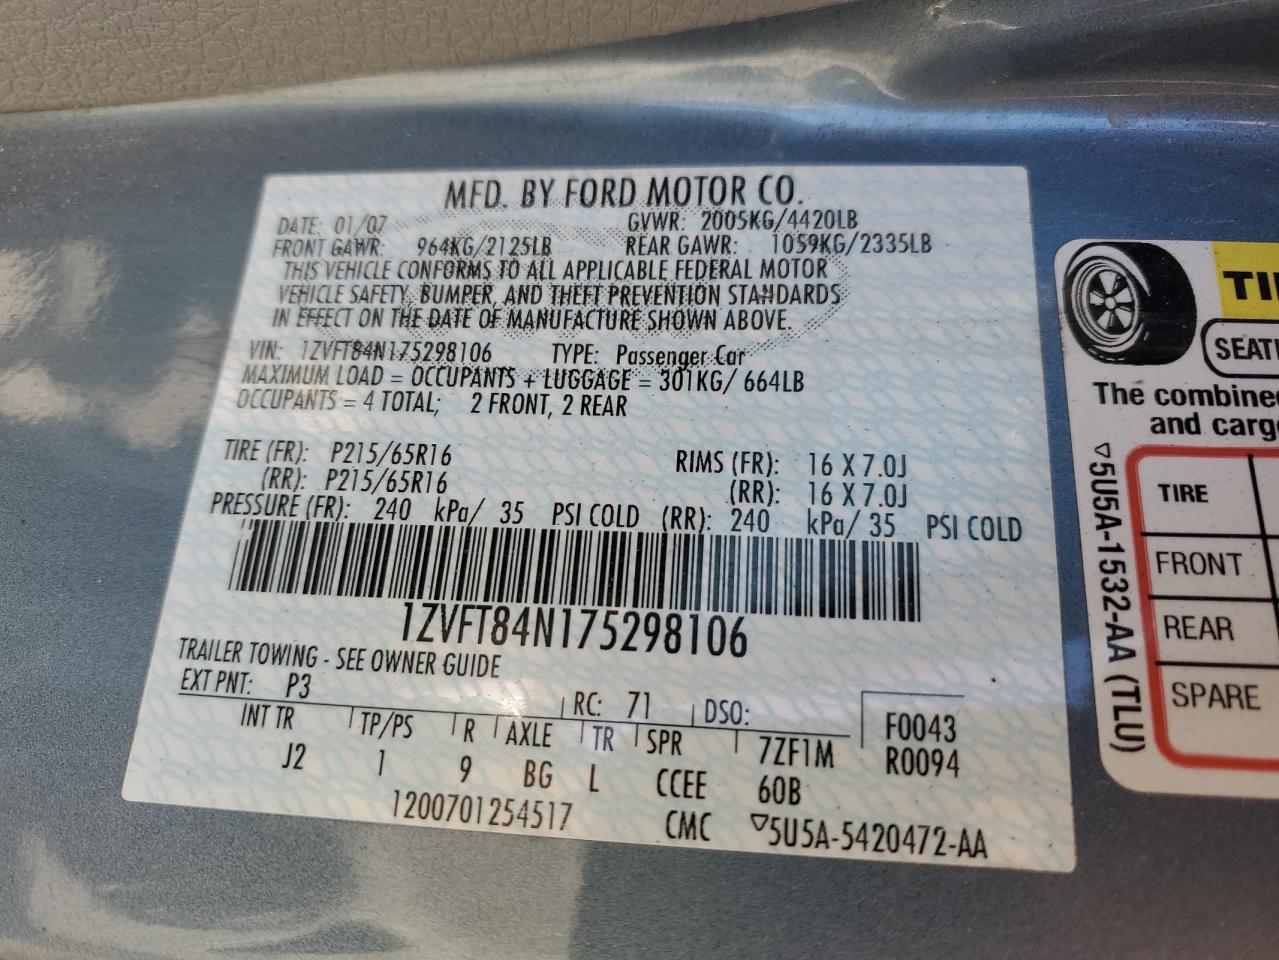 MFD. BY FORD MOTOR CO.
DATE: 01/07 GVWR: 2005KG/4420LB
FRONT GAWR: 964KG/2125LB REAR GAWR: 1059KG/2335LB
THIS VEHICLE CONFORMS TO ALL APPLICABLE FEDERAL MOTOR
VEHICLE SAFETY, BUMPER, AND THEFT PREVENTION STANDARDS
IN EFFECT ON THE DATE OF MANUFACTURE SHOWN ABOVE.
VIN: 1ZVFT84N175298106 TYPE: Passenger Car
MAXIMUM LOAD = OCCUPANTS + LUGGAGE = 301KG/ 664LB
OCCUPANTS = 4 TOTAL; 2 FRONT, 2 REAR
TIRE (FR): P215/65R16 RIMS (FR): 16 X 7.0J
(RR): P215/65R16 (RR): 16 X 7.0J
PRESSURE (FR): 240 kPa/ 35 PSI COLD (RR): 240 kPa/ 35 PSI COLD
1ZVFT84N175298106
TRAILER TOWING - SEE OWNER GUIDE
EXT PNT: P3 RC: 71 DSO: F0043
INT TR TP/PS R AXLE TR SPR 7ZF1M R0094
J2 1 9 BG L CCEE 60B
1200701254517 CMC ▽5U5A-5420472-AA
TI
SEATI
The combine
and carg
TIRE
FRONT
REAR
SPARE
▽5U5A-1532-AA (TLU)